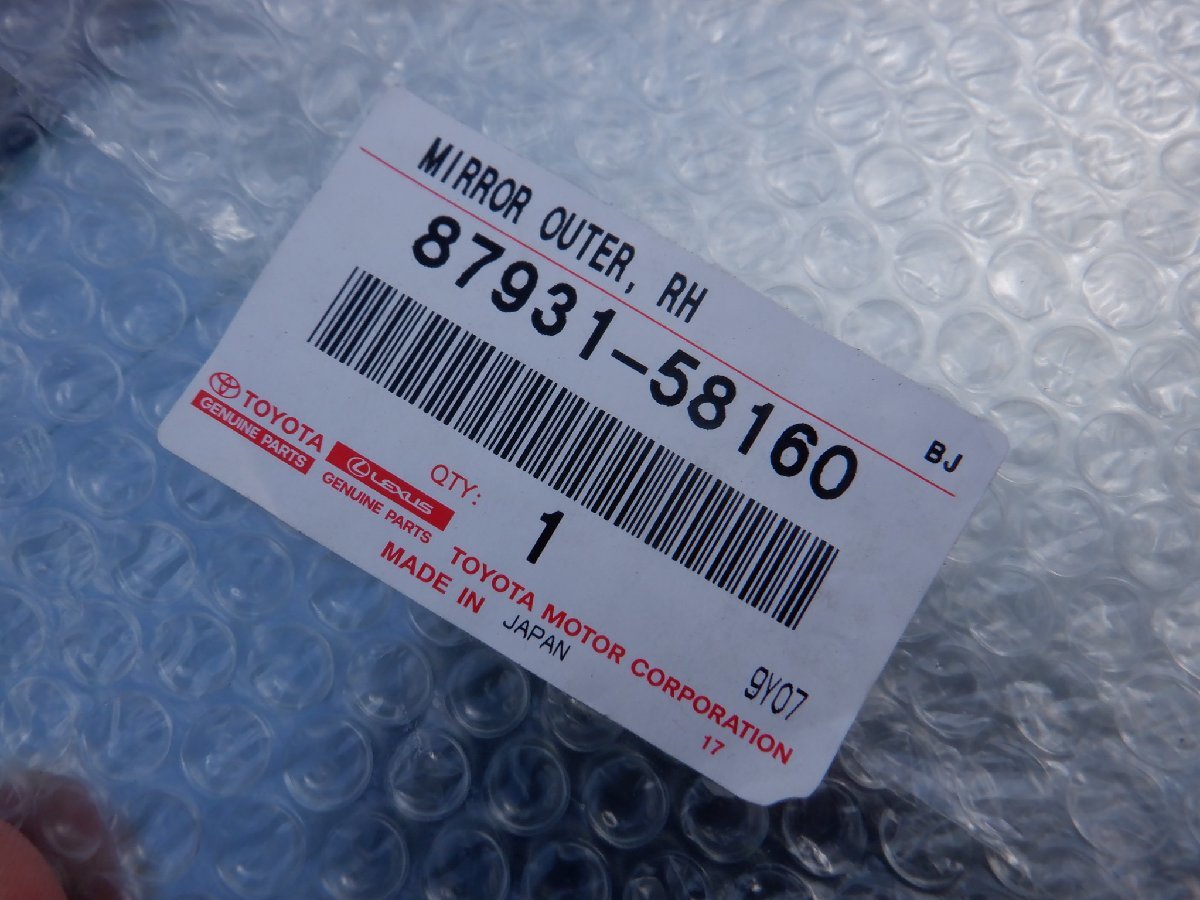 MIRROR OUTER, RH
87931-58160
BJ
TOYOTA
GENUINE PARTS
LEXUS
GENUINE PARTS
QTY:
1
TOYOTA MOTOR CORPORATION
MADE IN JAPAN
9Y07
17